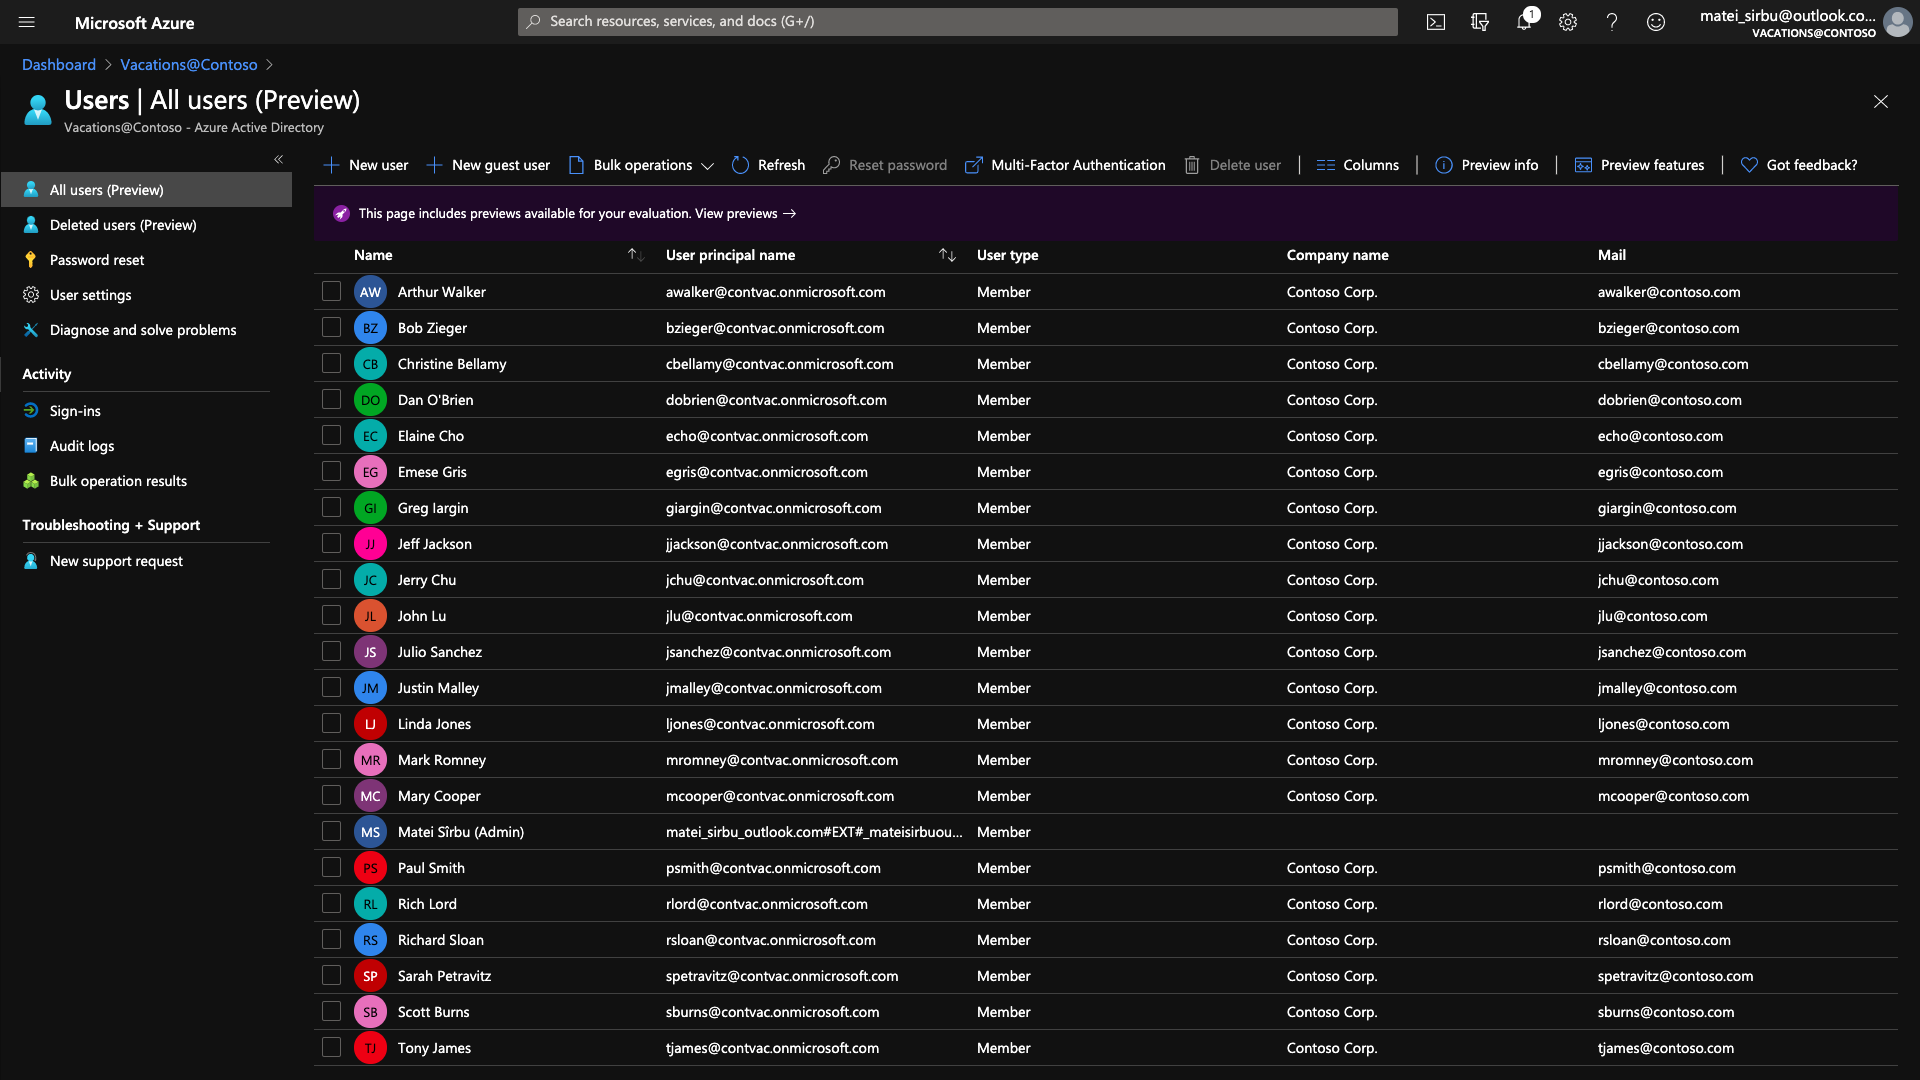 Microsoft Azure
Search resources, services, and docs (G+/)
1
matei_sirbu@outlook.co...
VACATIONS@CONTOSO
Dashboard > Vacations@Contoso >
Users | All users (Preview)
Vacations@Contoso - Azure Active Directory
«
New user New guest user Bulk operations Refresh Reset password Multi-Factor Authentication Delete user Columns Preview info Preview features Got feedback?
All users (Preview)
Deleted users (Preview)
Password reset
User settings
Diagnose and solve problems
Activity
Sign-ins
Audit logs
Bulk operation results
Troubleshooting + Support
New support request
This page includes previews available for your evaluation. View previews →
Name User principal name User type Company name Mail
AW Arthur Walker awalker@contvac.onmicrosoft.com Member Contoso Corp. awalker@contoso.com
BZ Bob Zieger bzieger@contvac.onmicrosoft.com Member Contoso Corp. bzieger@contoso.com
CB Christine Bellamy cbellamy@contvac.onmicrosoft.com Member Contoso Corp. cbellamy@contoso.com
DO Dan O'Brien dobrien@contvac.onmicrosoft.com Member Contoso Corp. dobrien@contoso.com
EC Elaine Cho echo@contvac.onmicrosoft.com Member Contoso Corp. echo@contoso.com
EG Emese Gris egris@contvac.onmicrosoft.com Member Contoso Corp. egris@contoso.com
GI Greg Iargin giargin@contvac.onmicrosoft.com Member Contoso Corp. giargin@contoso.com
JJ Jeff Jackson jjackson@contvac.onmicrosoft.com Member Contoso Corp. jjackson@contoso.com
JC Jerry Chu jchu@contvac.onmicrosoft.com Member Contoso Corp. jchu@contoso.com
JL John Lu jlu@contvac.onmicrosoft.com Member Contoso Corp. jlu@contoso.com
JS Julio Sanchez jsanchez@contvac.onmicrosoft.com Member Contoso Corp. jsanchez@contoso.com
JM Justin Malley jmalley@contvac.onmicrosoft.com Member Contoso Corp. jmalley@contoso.com
LJ Linda Jones ljones@contvac.onmicrosoft.com Member Contoso Corp. ljones@contoso.com
MR Mark Romney mromney@contvac.onmicrosoft.com Member Contoso Corp. mromney@contoso.com
MC Mary Cooper mcooper@contvac.onmicrosoft.com Member Contoso Corp. mcooper@contoso.com
MS Matei Sîrbu (Admin) matei_sirbu_outlook.com#EXT#_mateisirbuou... Member
PS Paul Smith psmith@contvac.onmicrosoft.com Member Contoso Corp. psmith@contoso.com
RL Rich Lord rlord@contvac.onmicrosoft.com Member Contoso Corp. rlord@contoso.com
RS Richard Sloan rsloan@contvac.onmicrosoft.com Member Contoso Corp. rsloan@contoso.com
SP Sarah Petravitz spetravitz@contvac.onmicrosoft.com Member Contoso Corp. spetravitz@contoso.com
SB Scott Burns sburns@contvac.onmicrosoft.com Member Contoso Corp. sburns@contoso.com
TJ Tony James tjames@contvac.onmicrosoft.com Member Contoso Corp. tjames@contoso.com